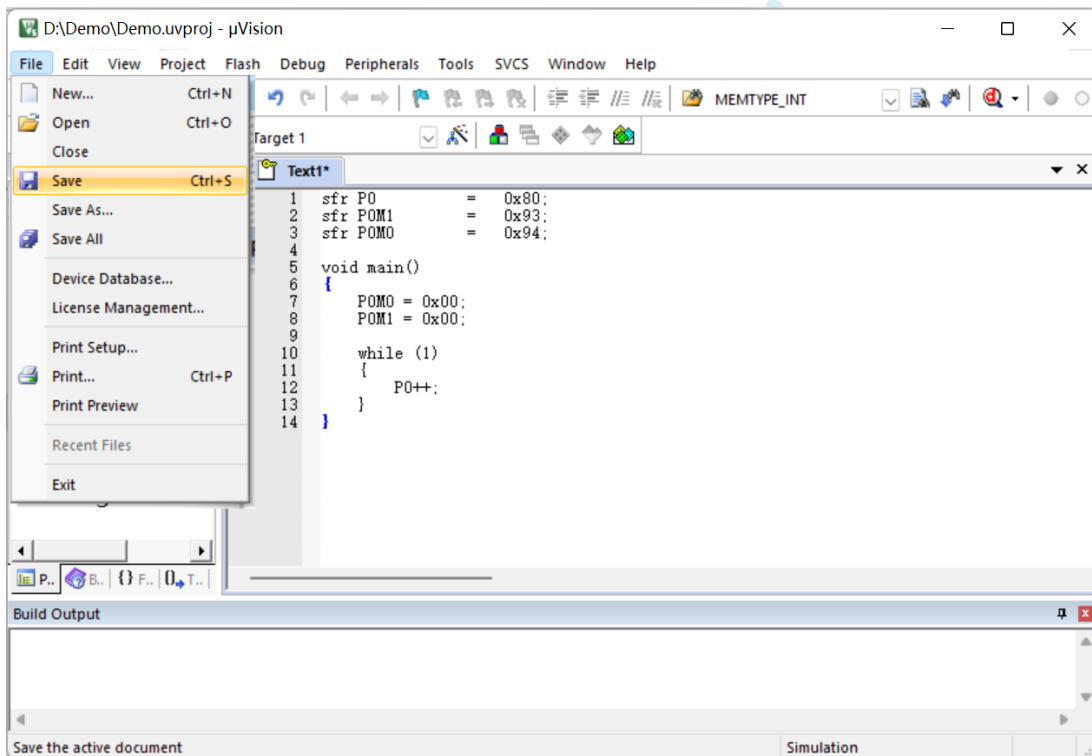 D:\Demo\Demo.uvproj - µVision
File Edit View Project Flash Debug Peripherals Tools SVCS Window Help
New... Ctrl+N
Open Ctrl+O
Close
Save Ctrl+S
Save As...
Save All
Device Database...
License Management...
Print Setup...
Print... Ctrl+P
Print Preview
Recent Files
Exit
MEMTYPE_INT
Target 1
Text1*
1 sfr P0 = 0x80;
2 sfr P0M1 = 0x93;
3 sfr P0M0 = 0x94;
4
5 void main()
6 {
7 P0M0 = 0x00;
8 P0M1 = 0x00;
9
10 while (1)
11 {
12 P0++;
13 }
14 }
P.. B.. {} F.. 0 T..
Build Output
Save the active document Simulation